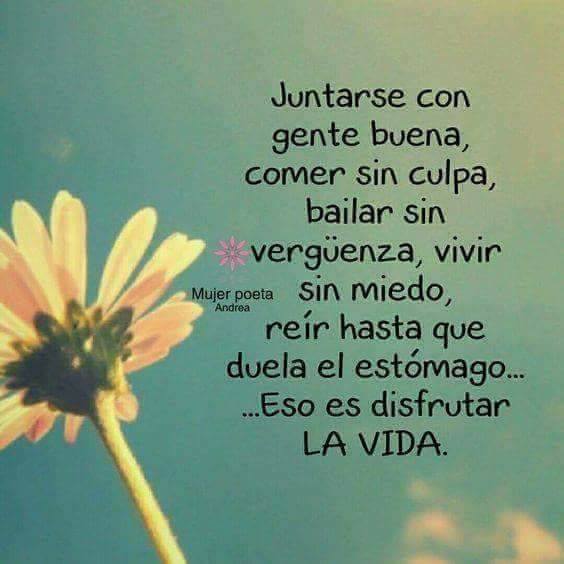 Juntarse con
gente buena,
comer sin culpa,
bailar sin
vergüenza, vivir
sin miedo,
Mujer poeta
Andrea
reír hasta que
duela el estómago...
...Eso es disfrutar
LA VIDA.